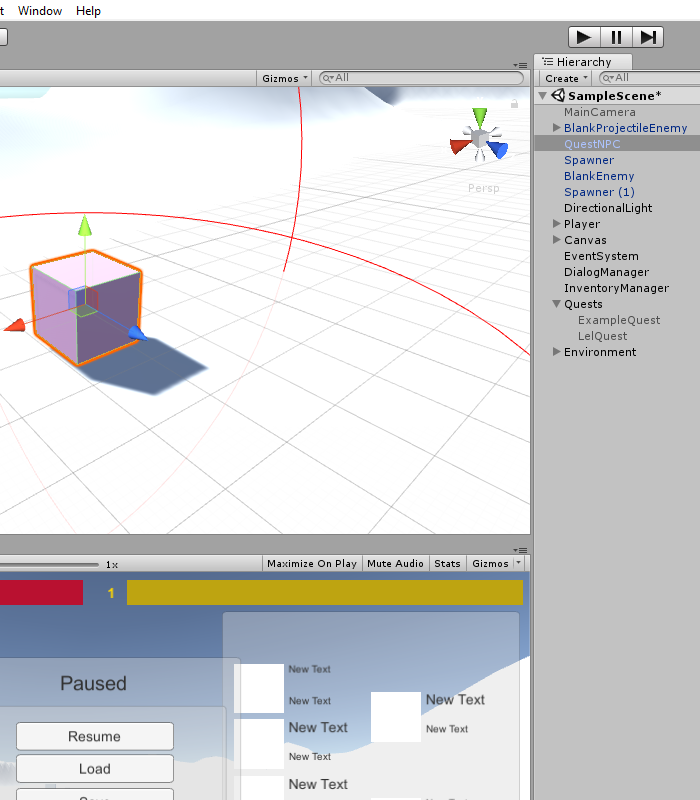 t Window Help
Hierarchy
Gizmos All
Create All
SampleScene*
MainCamera
BlankProjectileEnemy
QuestNPC
Spawner
BlankEnemy
Spawner (1)
DirectionalLight
Player
Canvas
EventSystem
DialogManager
InventoryManager
Quests
ExampleQuest
LelQuest
Environment
Persp
1x Maximize On Play Mute Audio Stats Gizmos
1
Paused
Resume
Load
Save
New Text
New Text
New Text
New Text
New Text
New Text
New Text